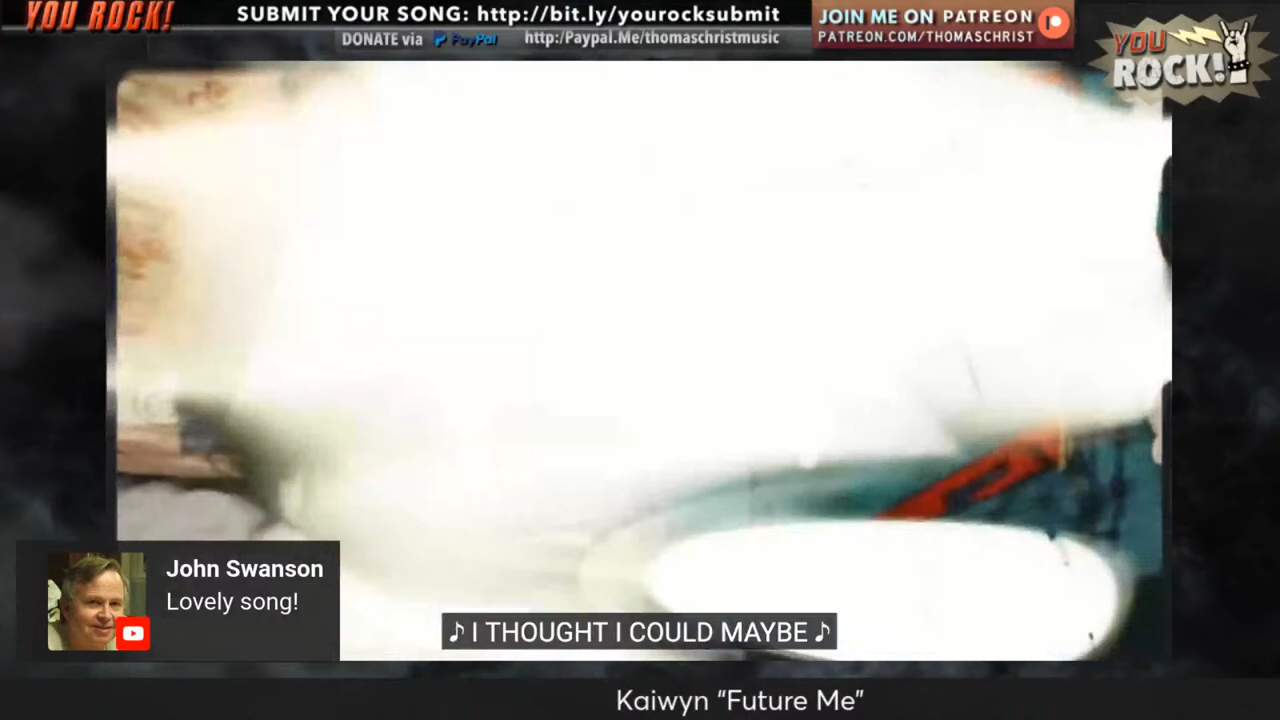 YOU ROCK!
SUBMIT YOUR SONG: http://bit.ly/yourocksubmit
DONATE via PayPal http:/Paypal.Me/thomaschristmusic
JOIN ME ON PATREON
PATREON.COM/THOMASCHRIST
YOU
ROCK!
John Swanson
Lovely song!
♪ I THOUGHT I COULD MAYBE ♪
Kaiwyn “Future Me”